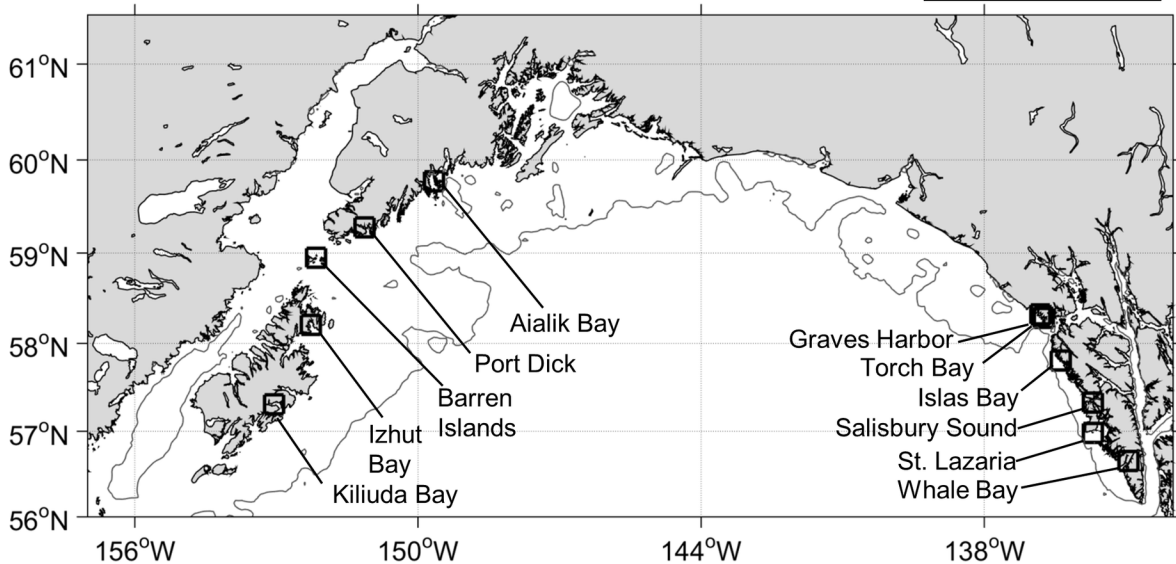 61°N
60°N
59°N
58°N
57°N
56°N
Aialik Bay
Port Dick
Barren
Islands
Izhut
Bay
Kiliuda Bay
Graves Harbor
Torch Bay
Islas Bay
Salisbury Sound
St. Lazaria
Whale Bay
156°W
150°W
144°W
138°W